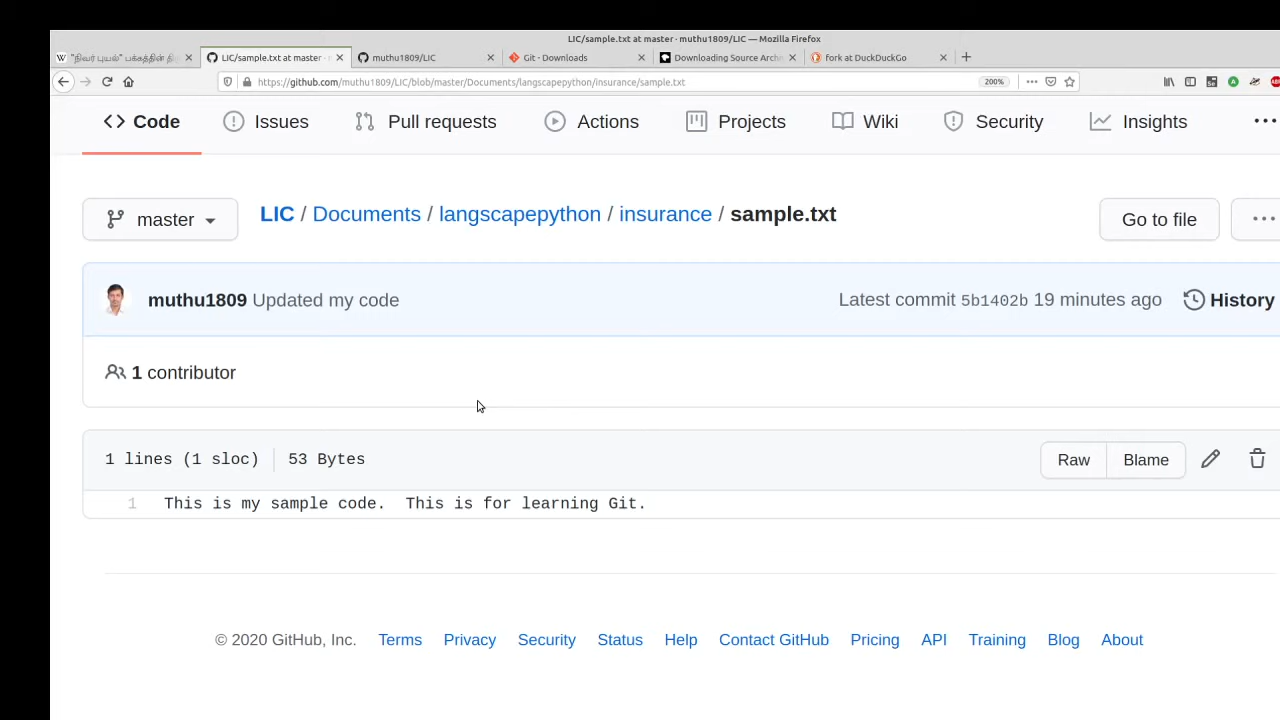 LIC/sample.txt at master · muthu1809/LIC — Mozilla Firefox
"நிவர் புயல்" பக்கத்தின் தி
LIC/sample.txt at master ·
muthu1809/LIC
Git - Downloads
Downloading Source Arch
fork at DuckDuckGo
https://github.com/muthu1809/LIC/blob/master/Documents/langscapepython/insurance/sample.txt
200%
Code
Issues
Pull requests
Actions
Projects
Wiki
Security
Insights
master
LIC / Documents / langscapepython / insurance / sample.txt
Go to file
muthu1809 Updated my code
Latest commit 5b1402b 19 minutes ago
History
1 contributor
1 lines (1 sloc)
53 Bytes
Raw
Blame
1 This is my sample code.  This is for learning Git.
© 2020 GitHub, Inc.
Terms
Privacy
Security
Status
Help
Contact GitHub
Pricing
API
Training
Blog
About